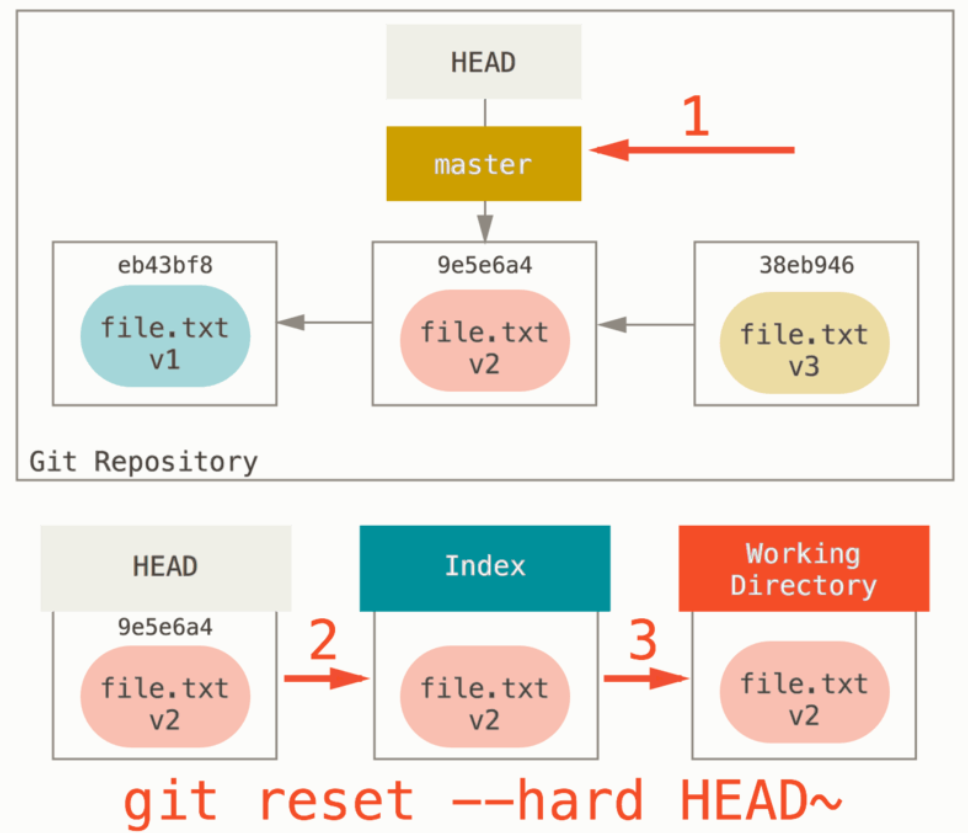 HEAD
1
master
eb43bf8
file.txt
v1
9e5e6a4
file.txt
v2
38eb946
file.txt
v3
Git Repository
HEAD
9e5e6a4
file.txt
v2
2
Index
file.txt
v2
3
Working
Directory
file.txt
v2
git reset --hard HEAD~